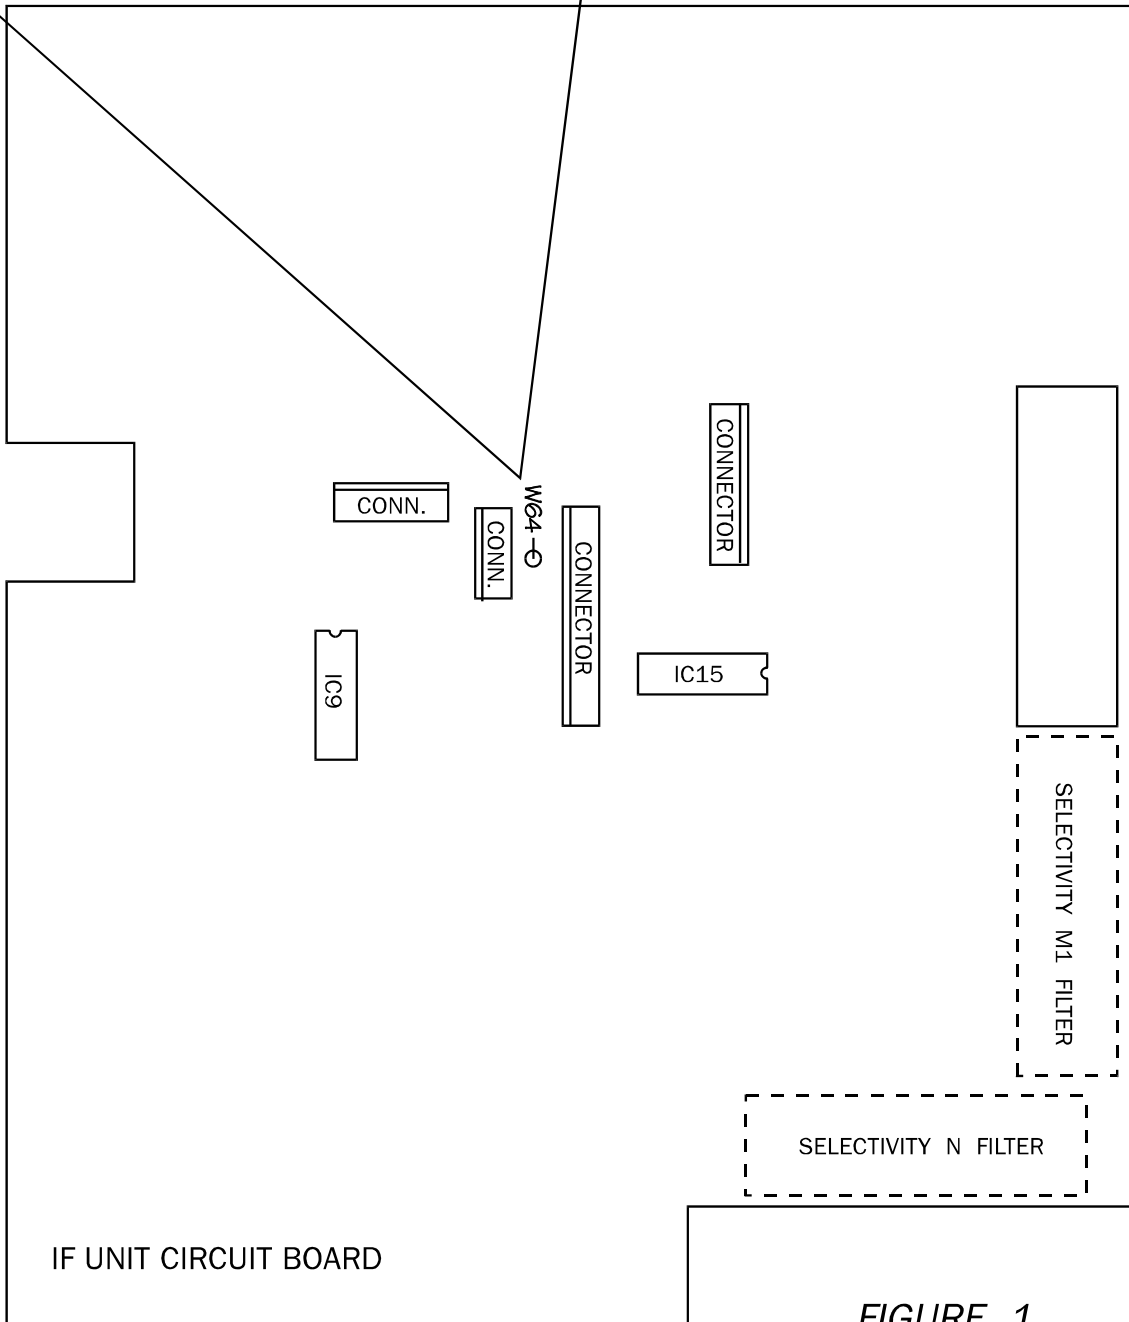 CONNECTOR
CONN.
W64
CONN.
CONNECTOR
IC15
IC9
SELECTIVITY M1 FILTER
SELECTIVITY N FILTER
IF UNIT CIRCUIT BOARD
FIGURE 1